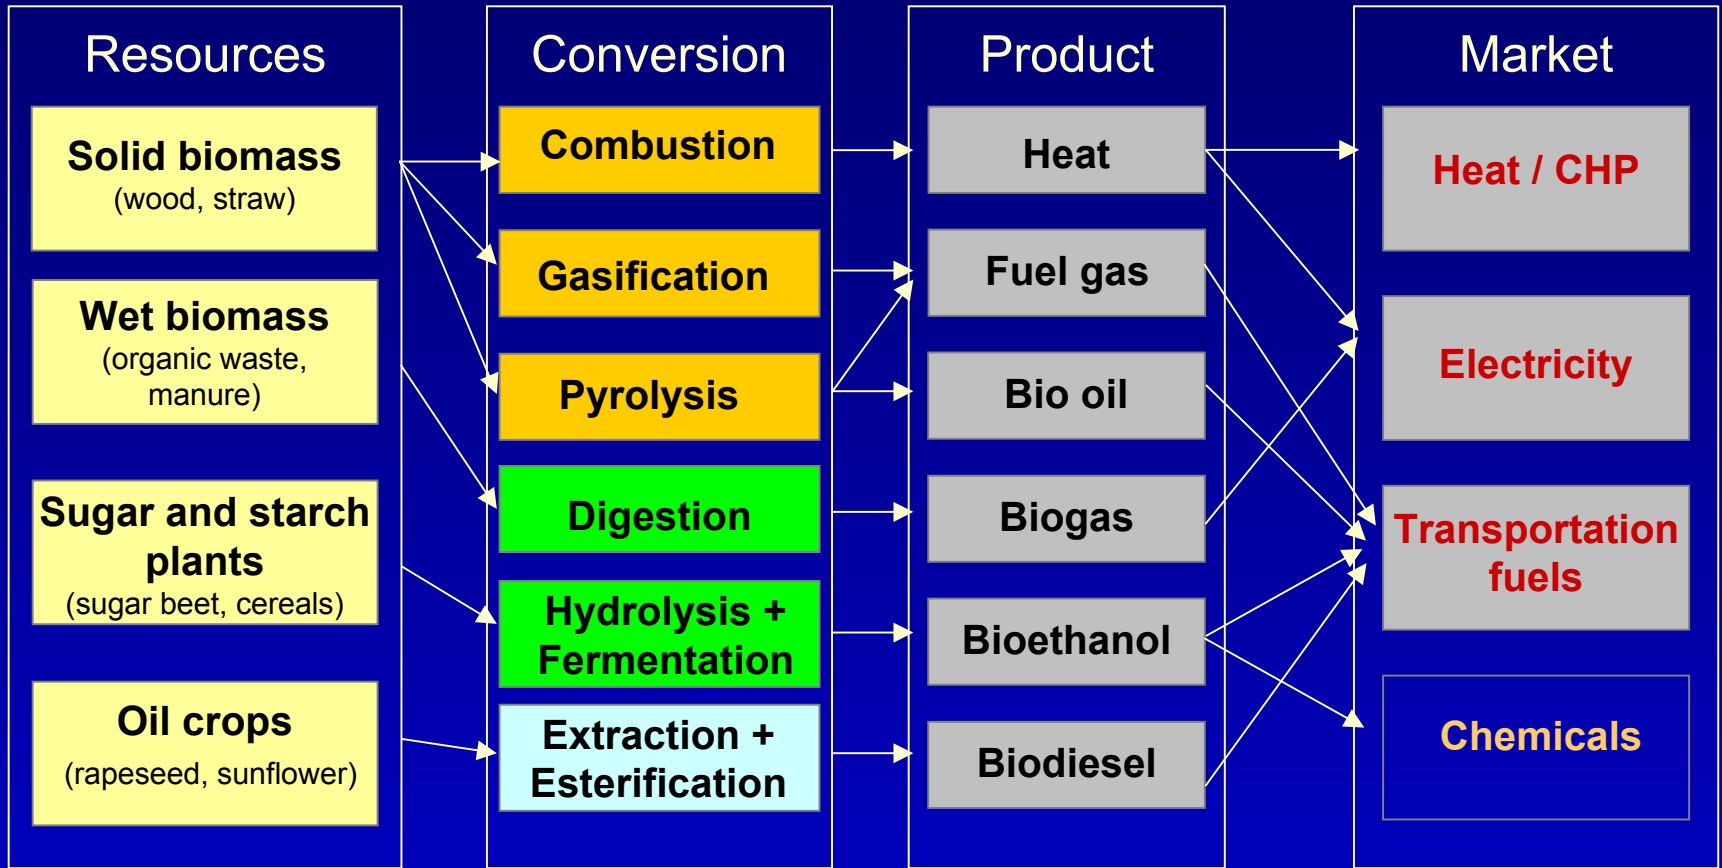 Resources
Solid biomass
(wood, straw)
Wet biomass
(organic waste,
manure)
Sugar and starch
plants
(sugar beet, cereals)
Oil crops
(rapeseed, sunflower)
Conversion
Combustion
Gasification
Pyrolysis
Digestion
Hydrolysis +
Fermentation
Extraction +
Esterification
Product
Heat
Fuel gas
Bio oil
Biogas
Bioethanol
Biodiesel
Market
Heat / CHP
Electricity
Transportation
fuels
Chemicals